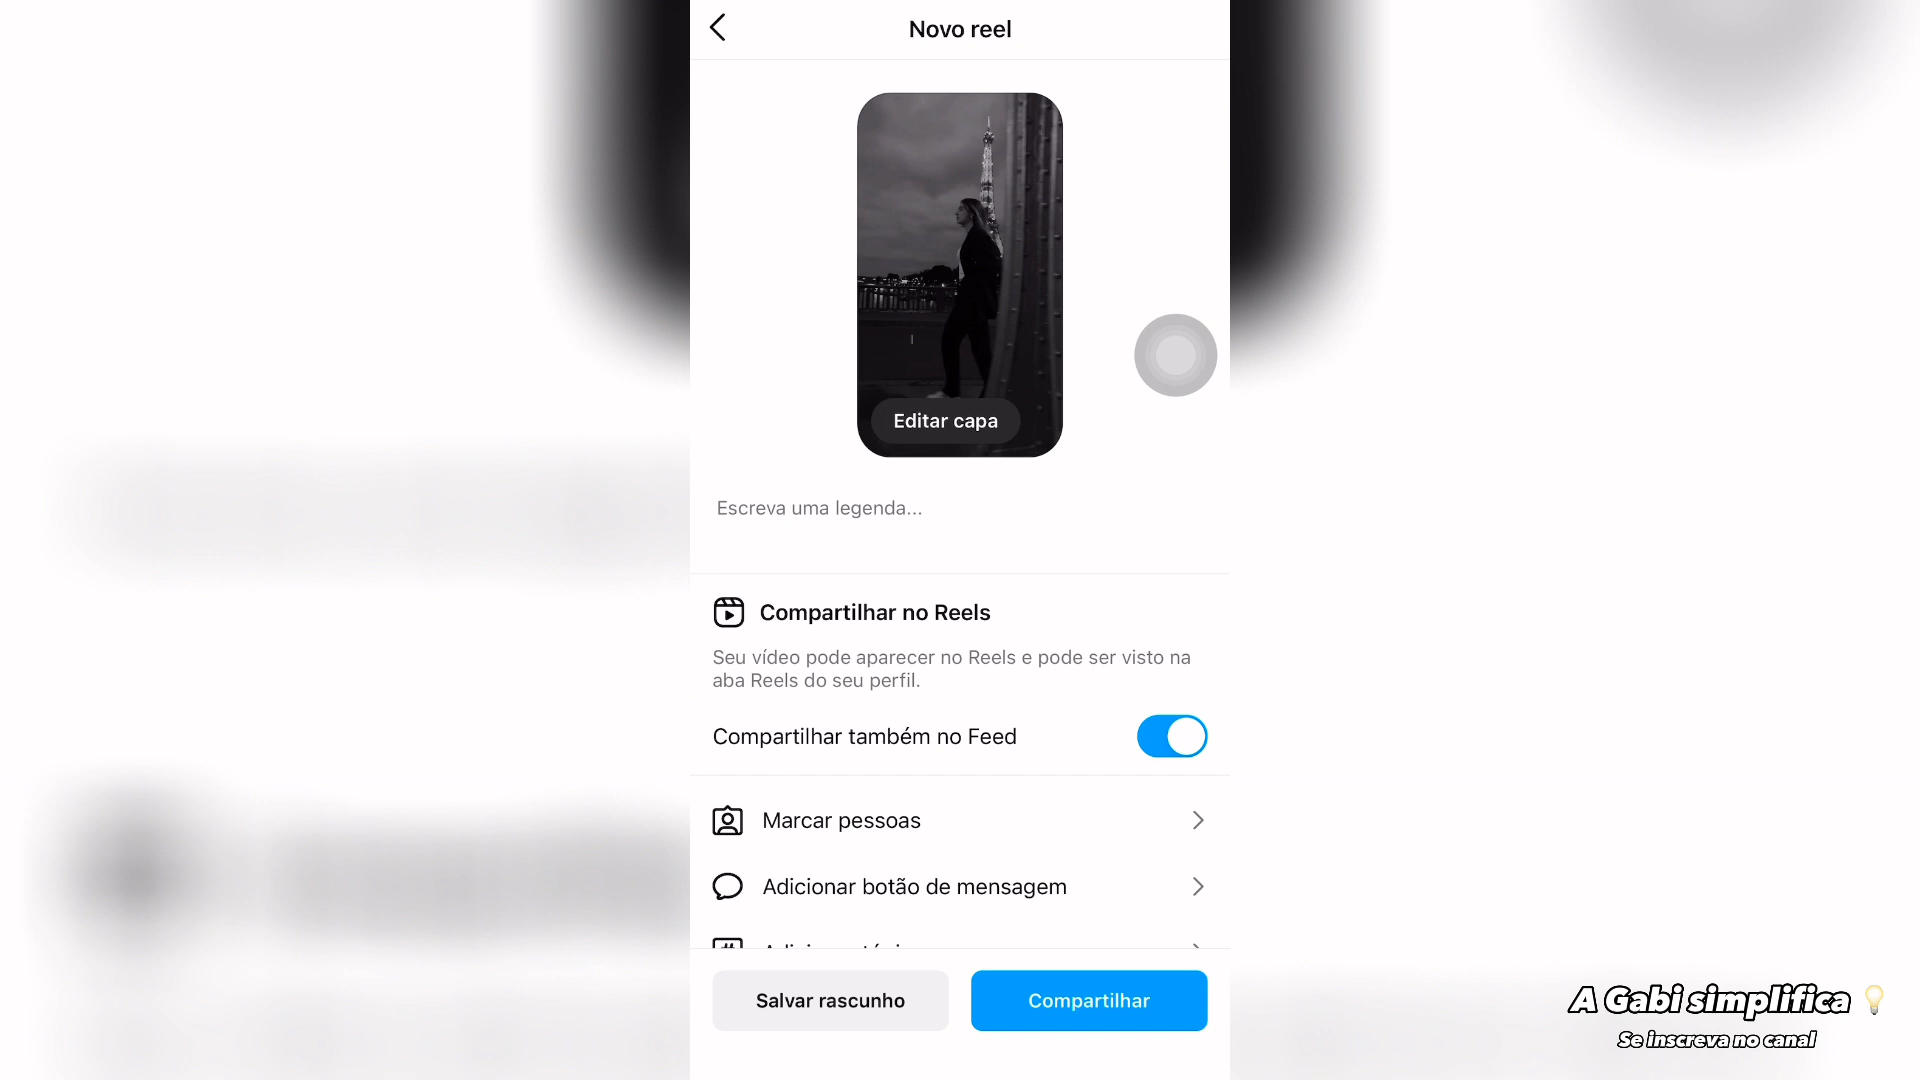 Novo reel
Editar capa
Escreva uma legenda...
Compartilhar no Reels
Seu vídeo pode aparecer no Reels e pode ser visto na
aba Reels do seu perfil.
Compartilhar também no Feed
Marcar pessoas
Adicionar botão de mensagem
Salvar rascunho
Compartilhar
A Gabi simplifica
Se inscreva no canal